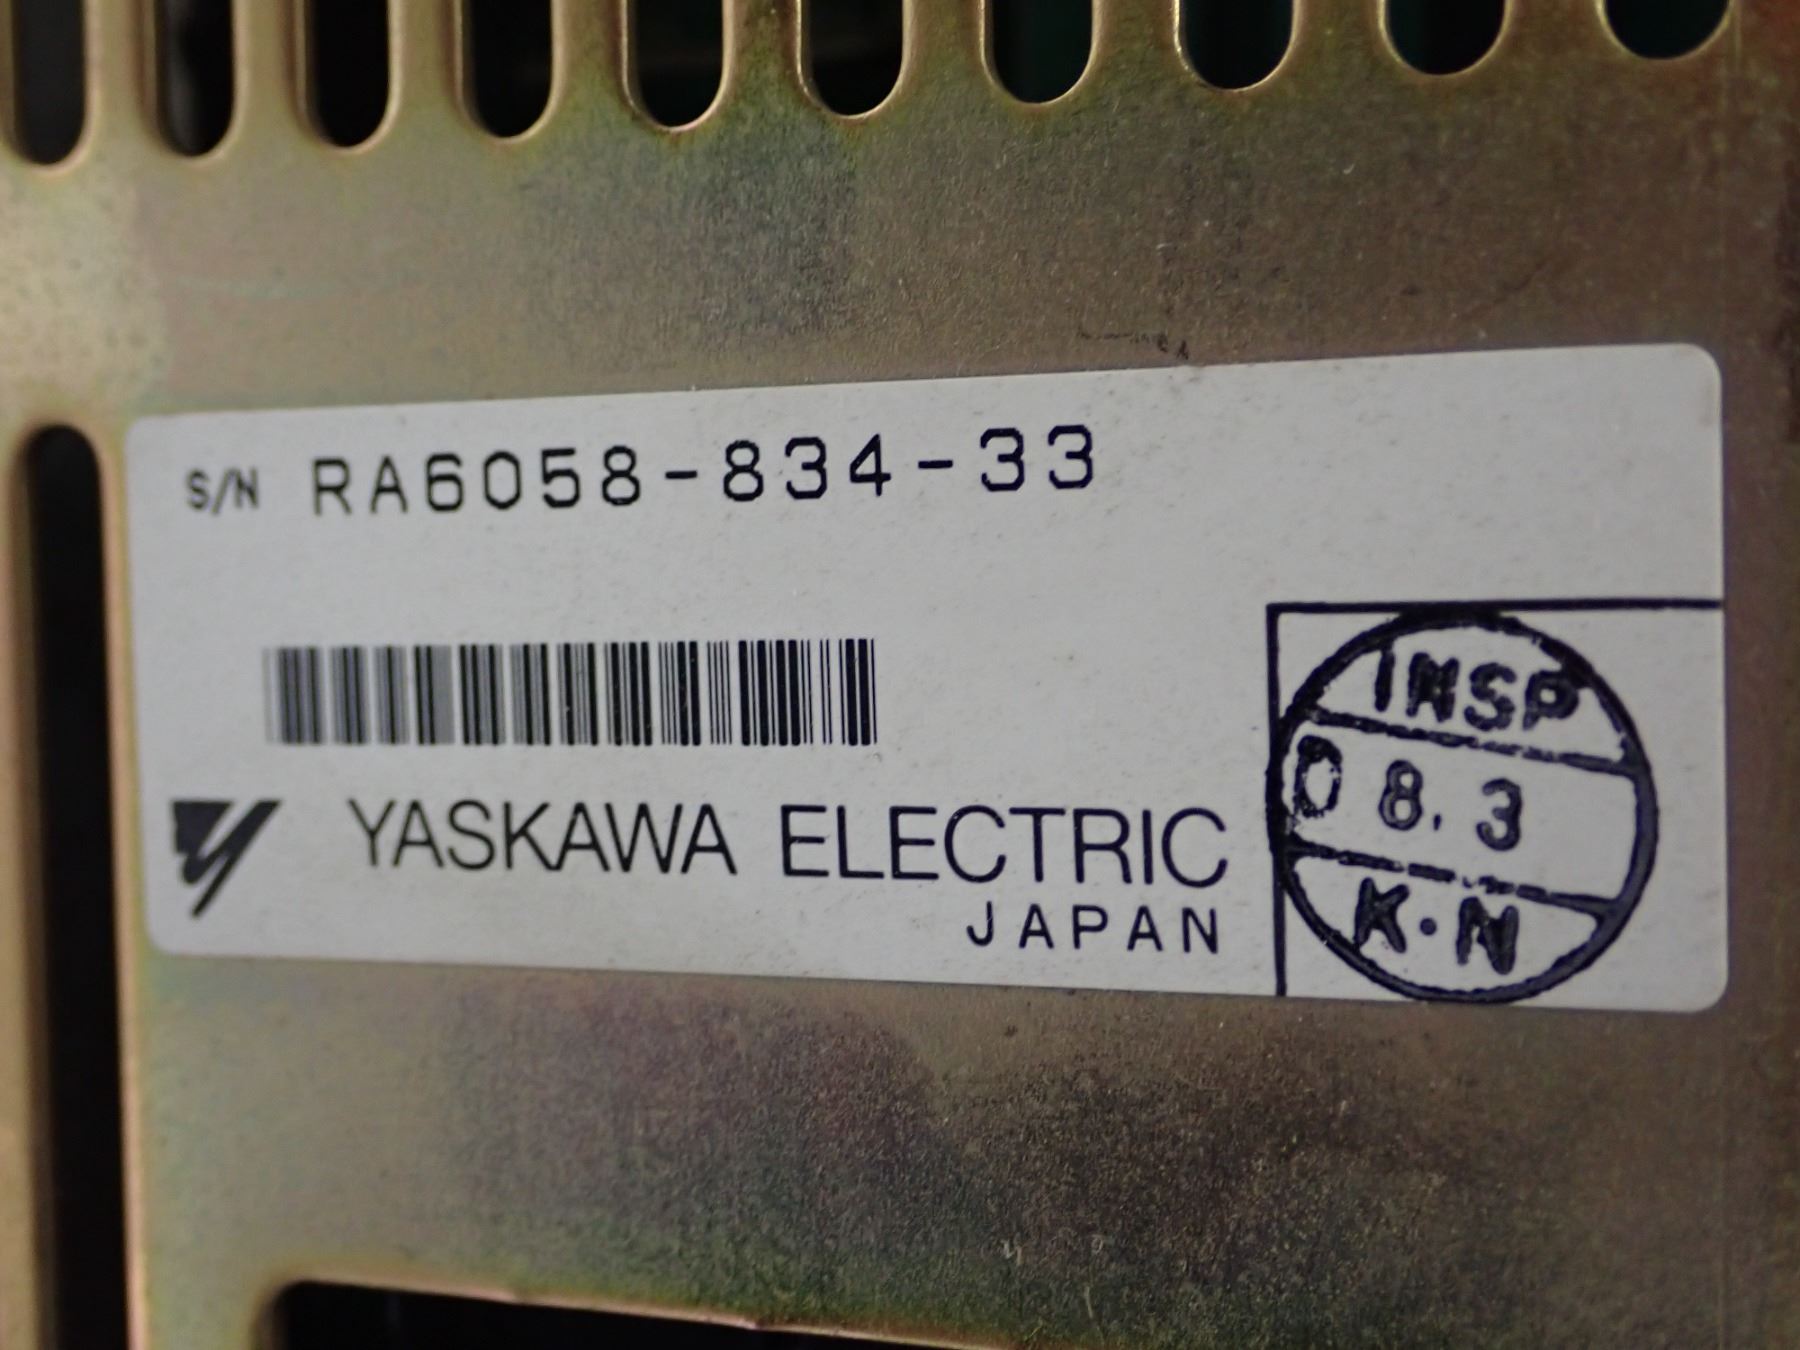 S/N RA6058-834-33
YASKAWA ELECTRIC
JAPAN
INSP
08.3
K·N